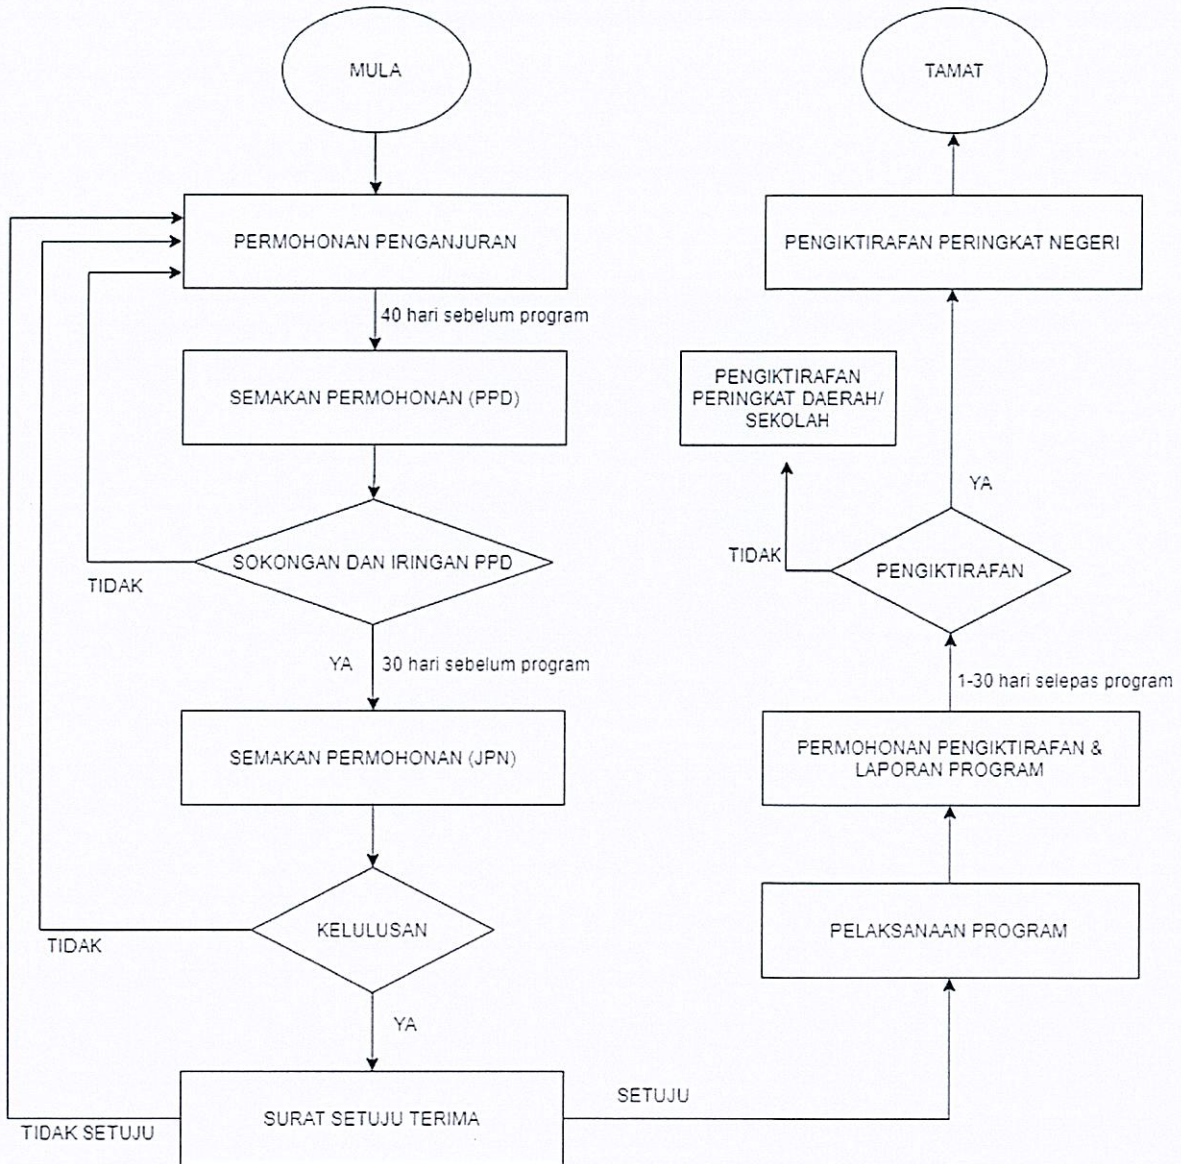 MULA
PERMOHONAN PENGANJURAN
40 hari sebelum program
SEMAKAN PERMOHONAN (PPD)
SOKONGAN DAN IRINGAN PPD
TIDAK
YA
30 hari sebelum program
SEMAKAN PERMOHONAN (JPN)
KELULUSAN
TIDAK
YA
SURAT SETUJU TERIMA
TIDAK SETUJU
SETUJU
PELAKSANAAN PROGRAM
PERMOHONAN PENGIKTIRAFAN &
LAPORAN PROGRAM
1-30 hari selepas program
PENGIKTIRAFAN
TIDAK
PENGIKTIRAFAN
PERINGKAT DAERAH/
SEKOLAH
YA
PENGIKTIRAFAN PERINGKAT NEGERI
TAMAT